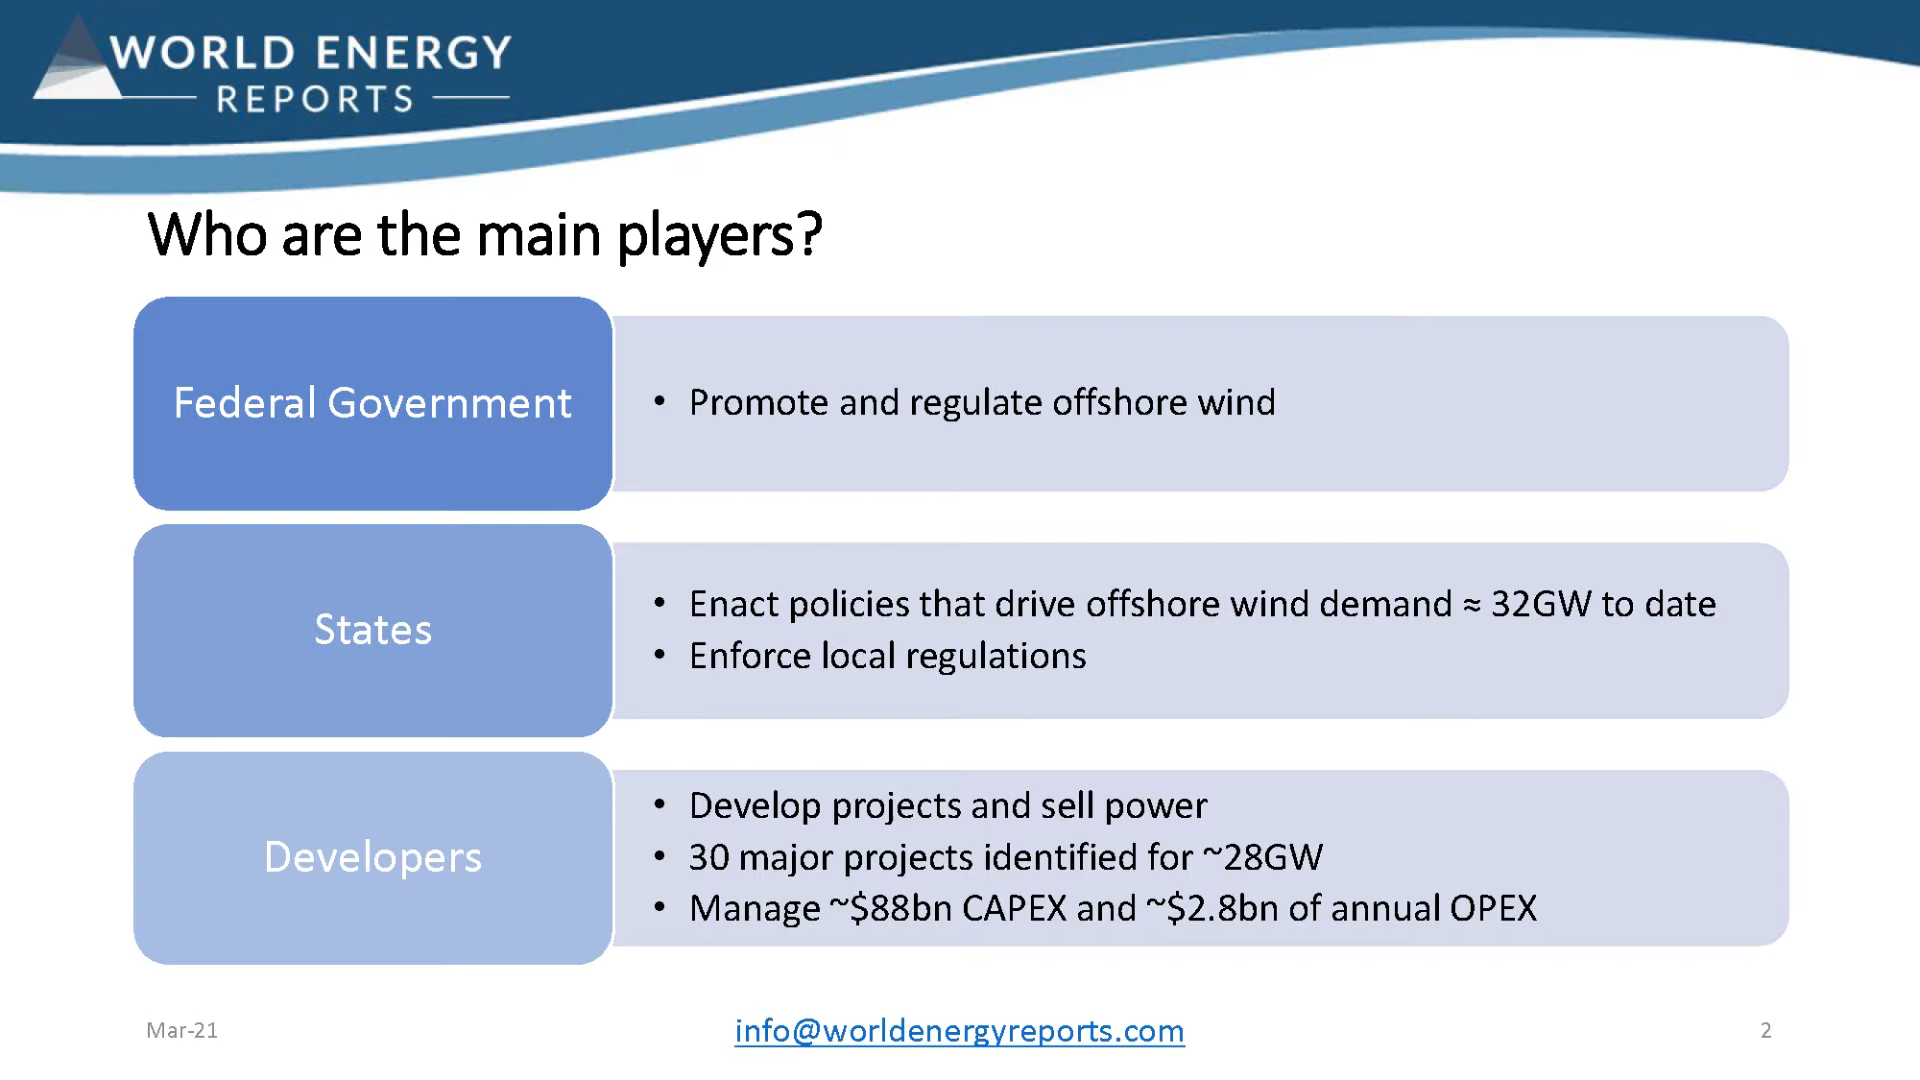 WORLD ENERGY
REPORTS
Who are the main players?
Federal Government
• Promote and regulate offshore wind
States
• Enact policies that drive offshore wind demand ≈ 32GW to date
• Enforce local regulations
Developers
• Develop projects and sell power
• 30 major projects identified for ~28GW
• Manage ~$88bn CAPEX and ~$2.8bn of annual OPEX
Mar-21
info@worldenergyreports.com
2